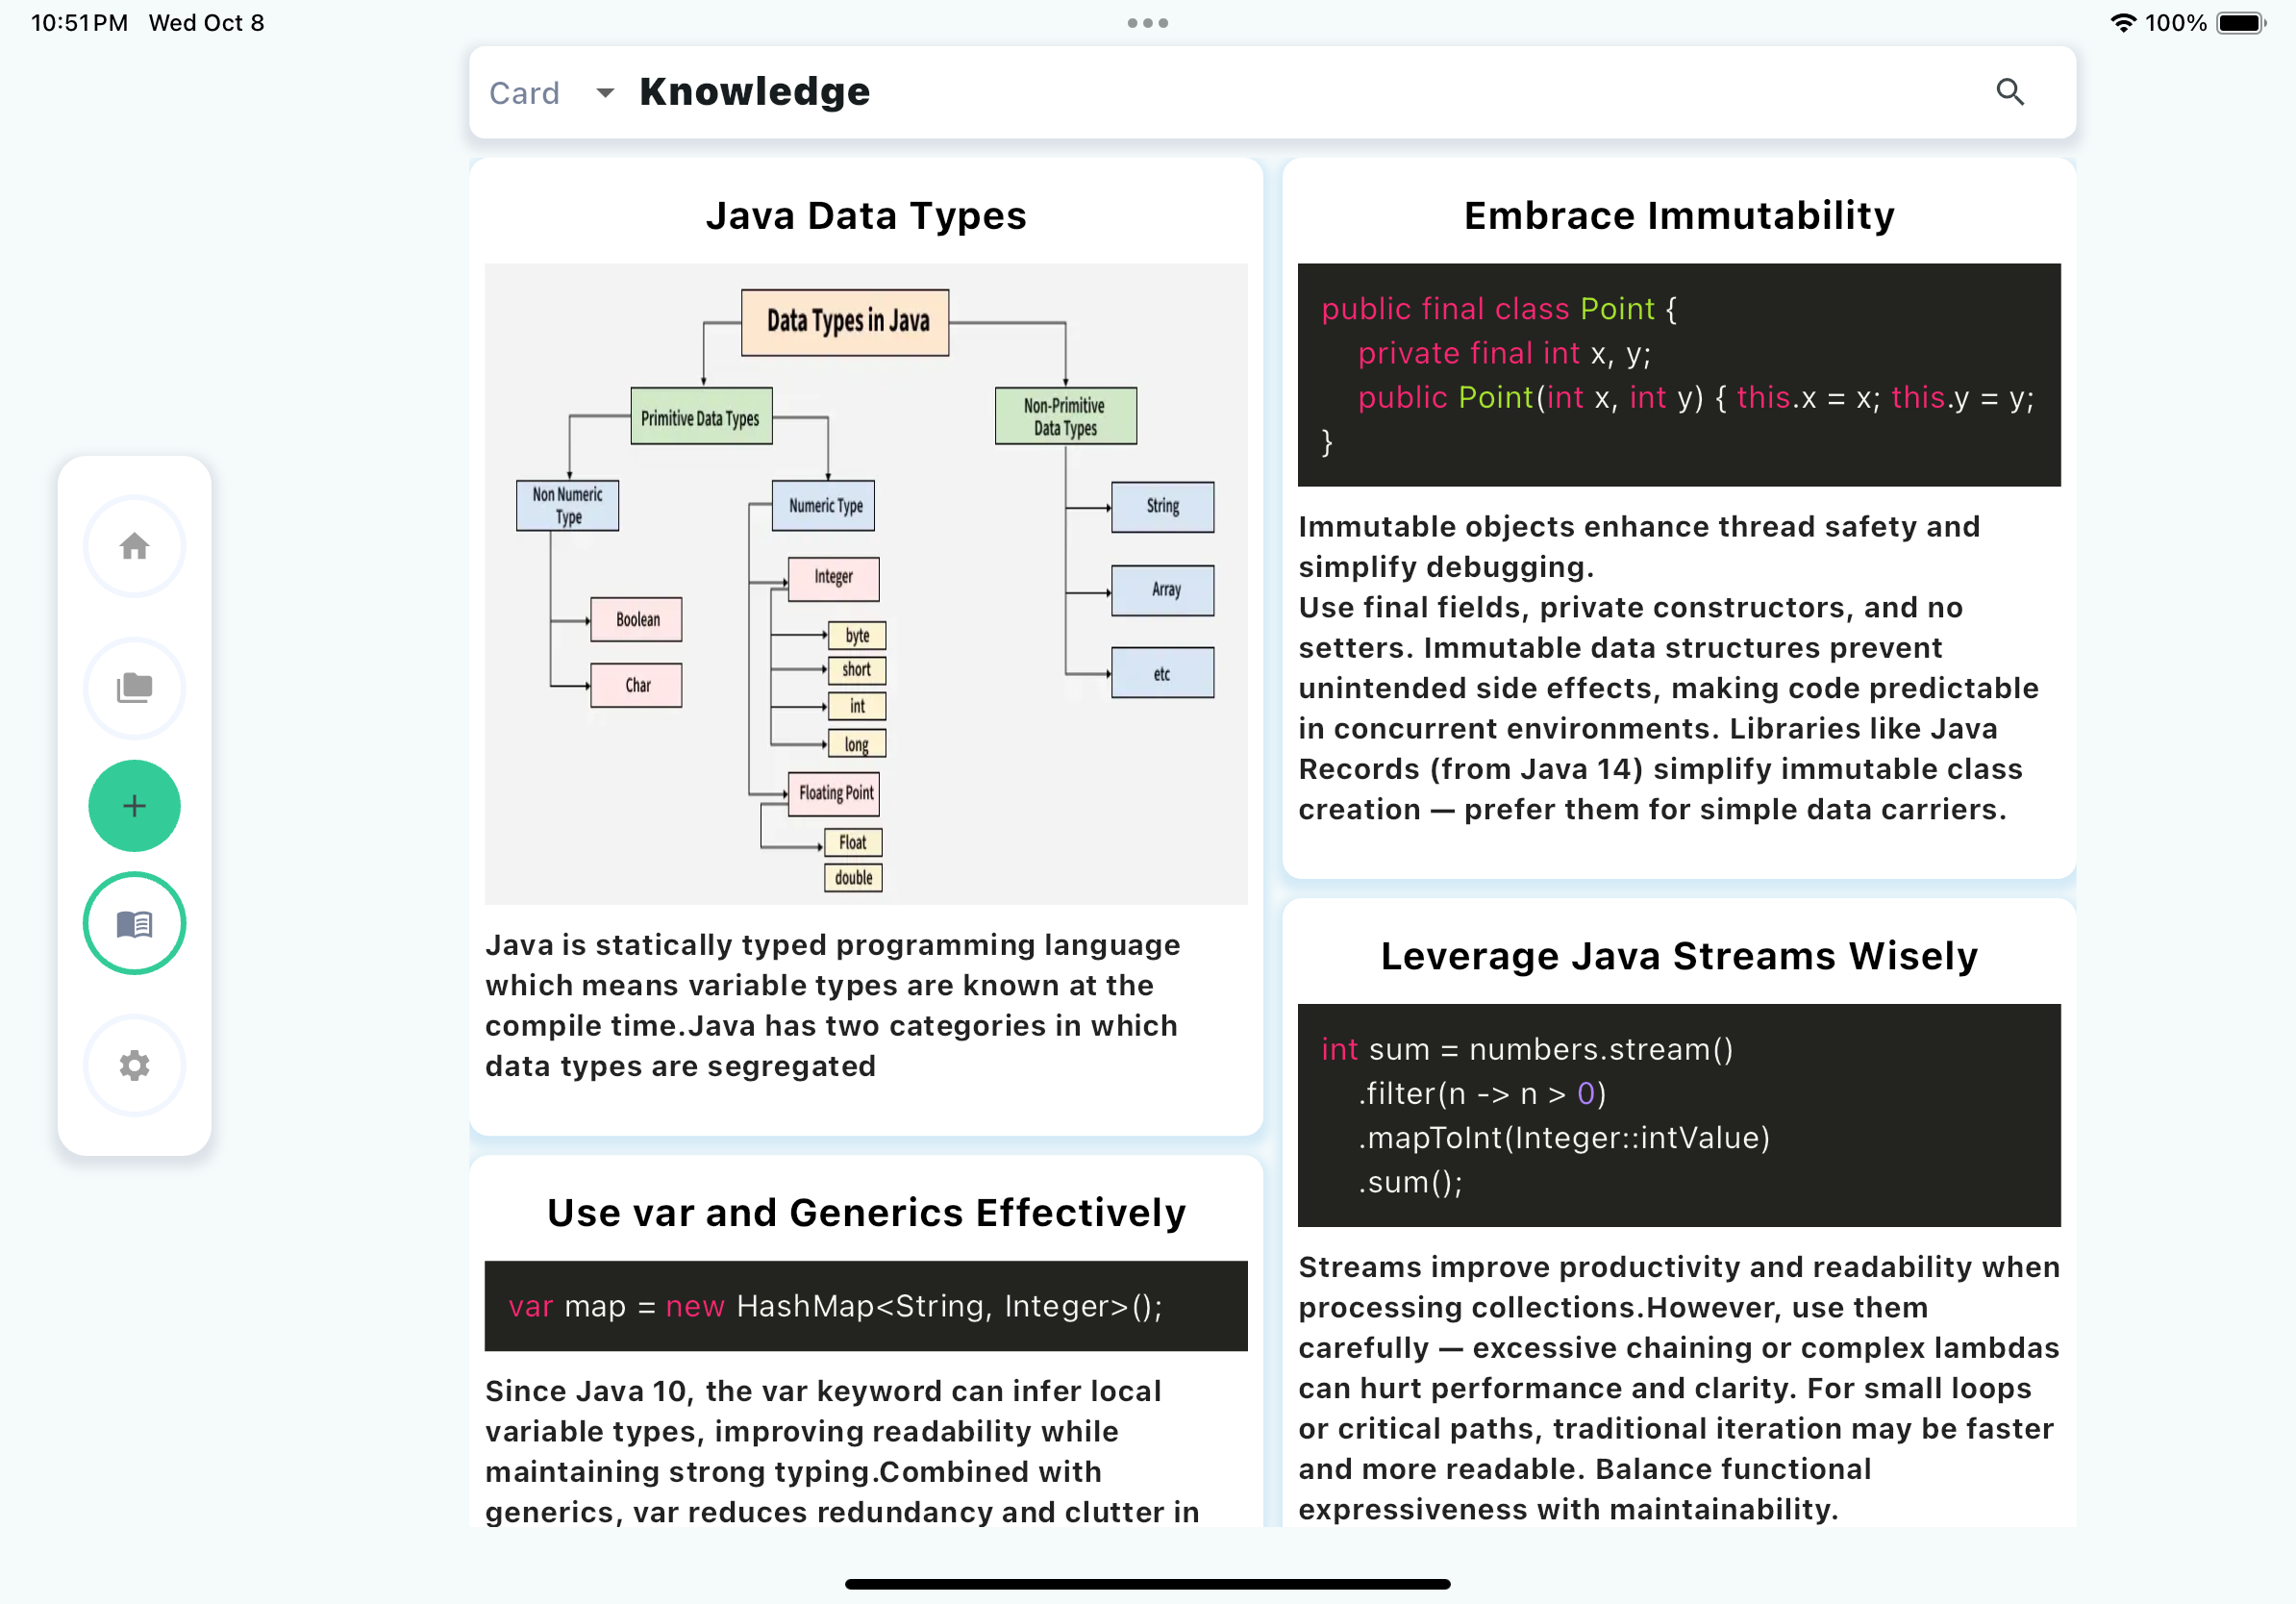 10:51 PM Wed Oct 8
100%
Card
Knowledge
Java Data Types
Data Types in Java
Primitive Data Types
Non-Primitive
Data Types
Non Numeric
Type
Numeric Type
String
Integer
Array
Boolean
byte
short
etc
Char
int
long
Floating Point
Float
double
Java is statically typed programming language
which means variable types are known at the
compile time.Java has two categories in which
data types are segregated
Use var and Generics Effectively
var map = new HashMap<String, Integer>();
Since Java 10, the var keyword can infer local
variable types, improving readability while
maintaining strong typing.Combined with
generics, var reduces redundancy and clutter in
Embrace Immutability
public final class Point {
private final int x, y;
public Point(int x, int y) { this.x = x; this.y = y;
}
Immutable objects enhance thread safety and
simplify debugging.
Use final fields, private constructors, and no
setters. Immutable data structures prevent
unintended side effects, making code predictable
in concurrent environments. Libraries like Java
Records (from Java 14) simplify immutable class
creation — prefer them for simple data carriers.
Leverage Java Streams Wisely
int sum = numbers.stream()
.filter(n -> n > 0)
.mapToInt(Integer::intValue)
.sum();
Streams improve productivity and readability when
processing collections.However, use them
carefully — excessive chaining or complex lambdas
can hurt performance and clarity. For small loops
or critical paths, traditional iteration may be faster
and more readable. Balance functional
expressiveness with maintainability.